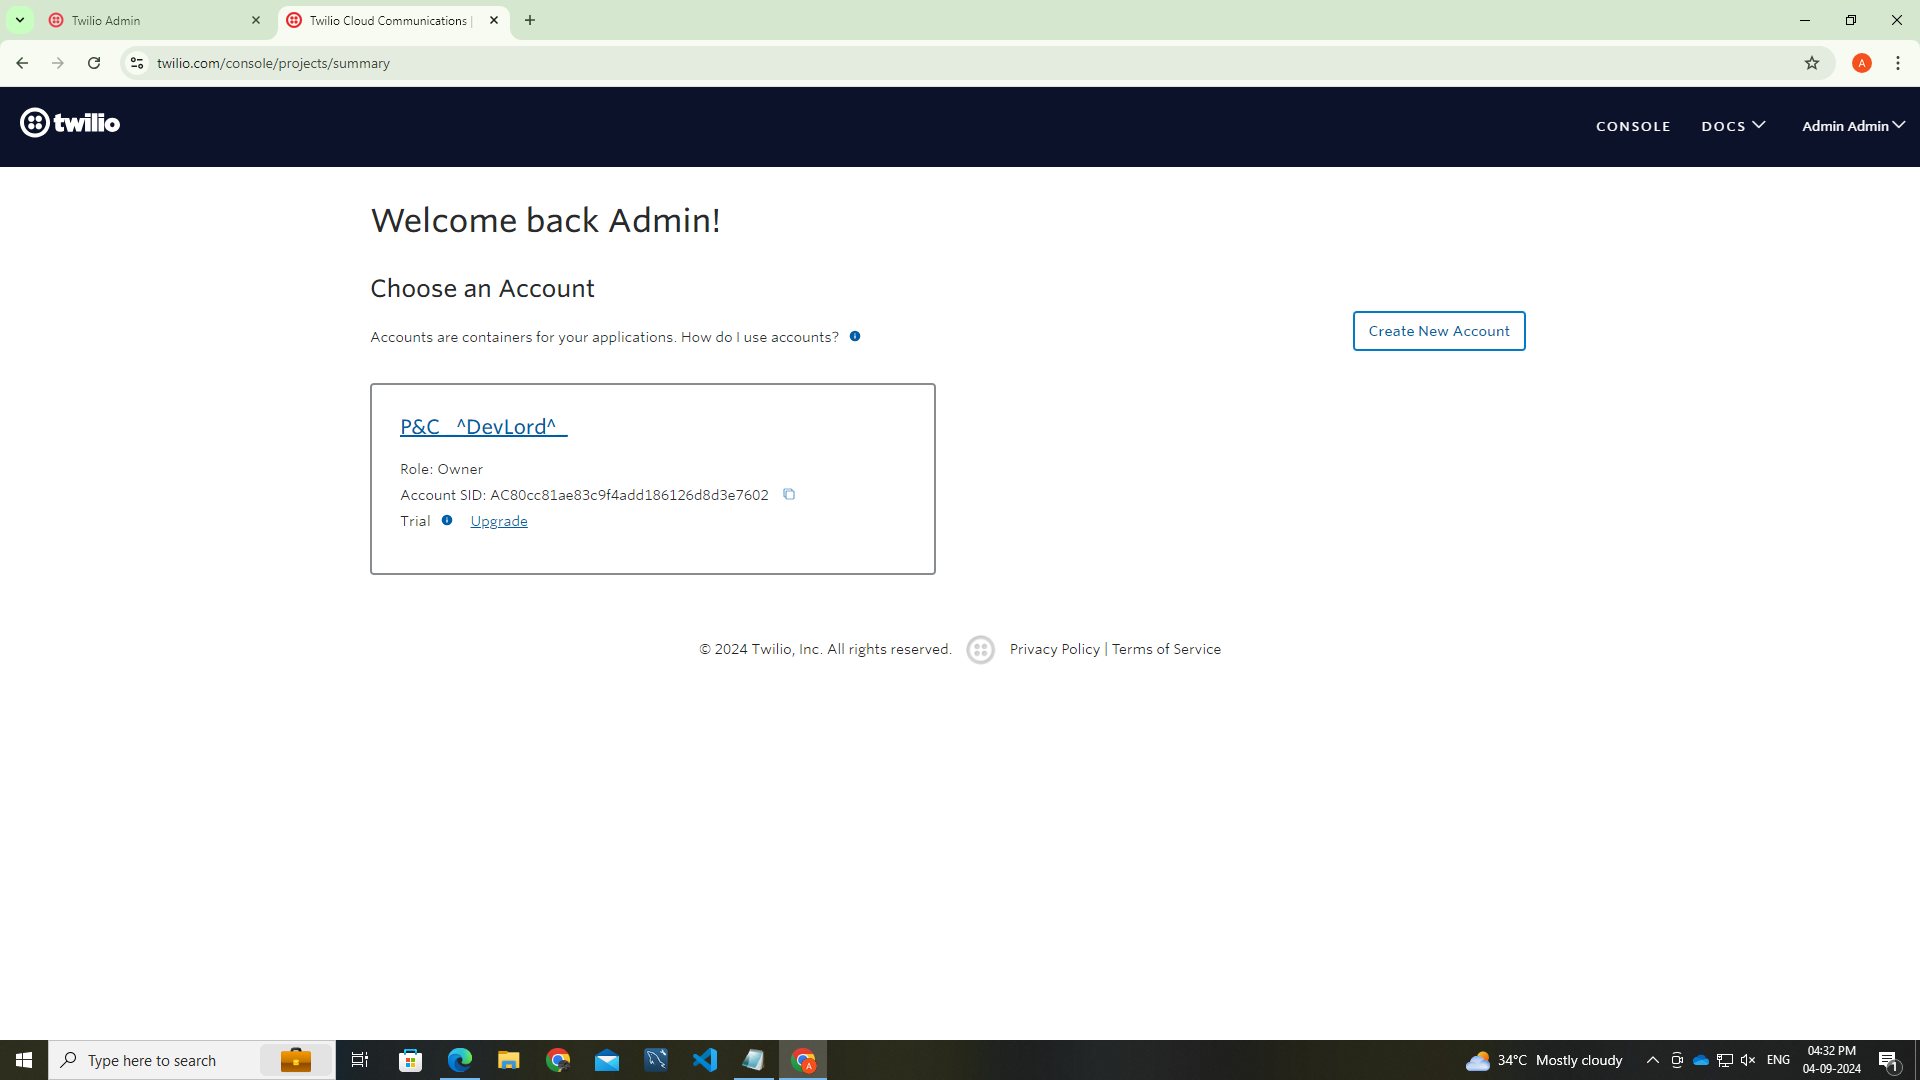 Twilio Admin
Twilio Cloud Communications |
twilio.com/console/projects/summary
A
twilio
CONSOLE
DOCS
Admin Admin
Welcome back Admin!
Choose an Account
Accounts are containers for your applications. How do I use accounts?
Create New Account
P&C _^DevLord^_
Role: Owner
Account SID: AC80cc81ae83c9f4add186126d8d3e7602
Trial
Upgrade
© 2024 Twilio, Inc. All rights reserved.
Privacy Policy | Terms of Service
Type here to search
A
34°C Mostly cloudy
ENG
04:32 PM
04-09-2024
1